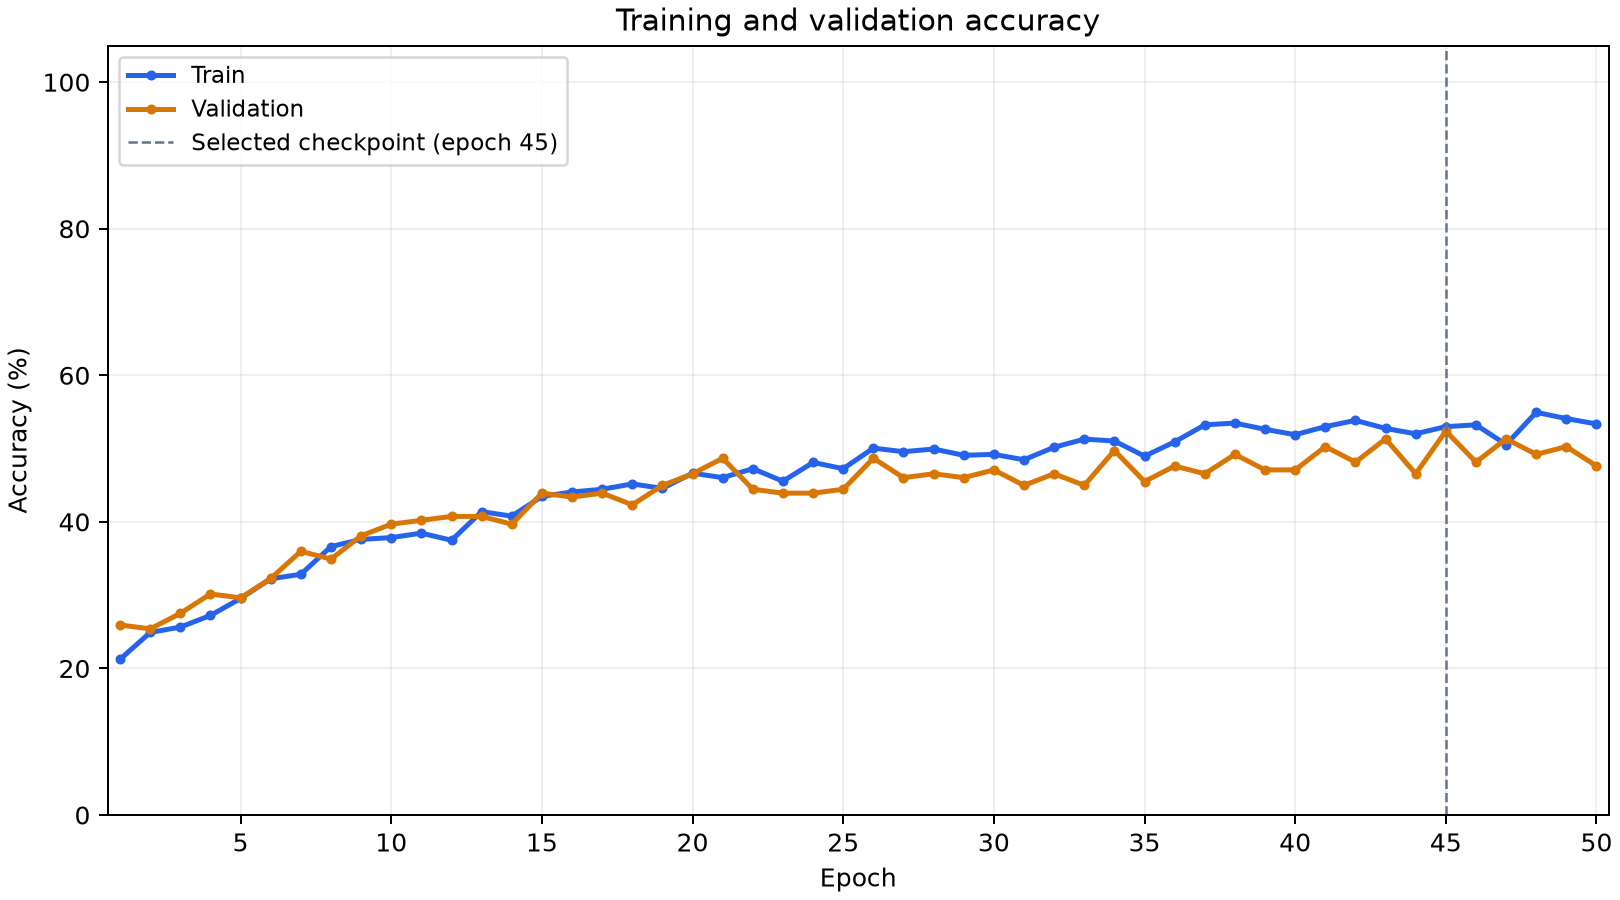 Training and validation accuracy
Train
Validation
Selected checkpoint (epoch 45)
100
80
60
40
20
0
Accuracy (%)
5 10 15 20 25 30 35 40 45 50
Epoch